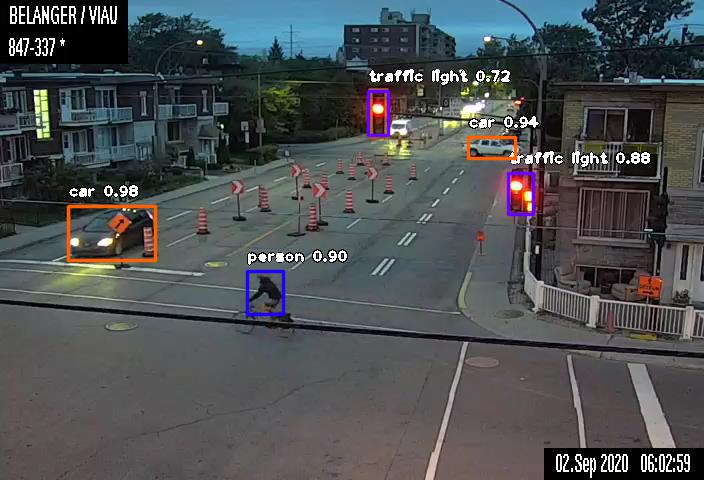 BELANGER / VIAU
847-337 *
traffic light 0.72
car 0.94
traffic light 0.88
car 0.98
person 0.90
02.Sep 2020 06:02:59